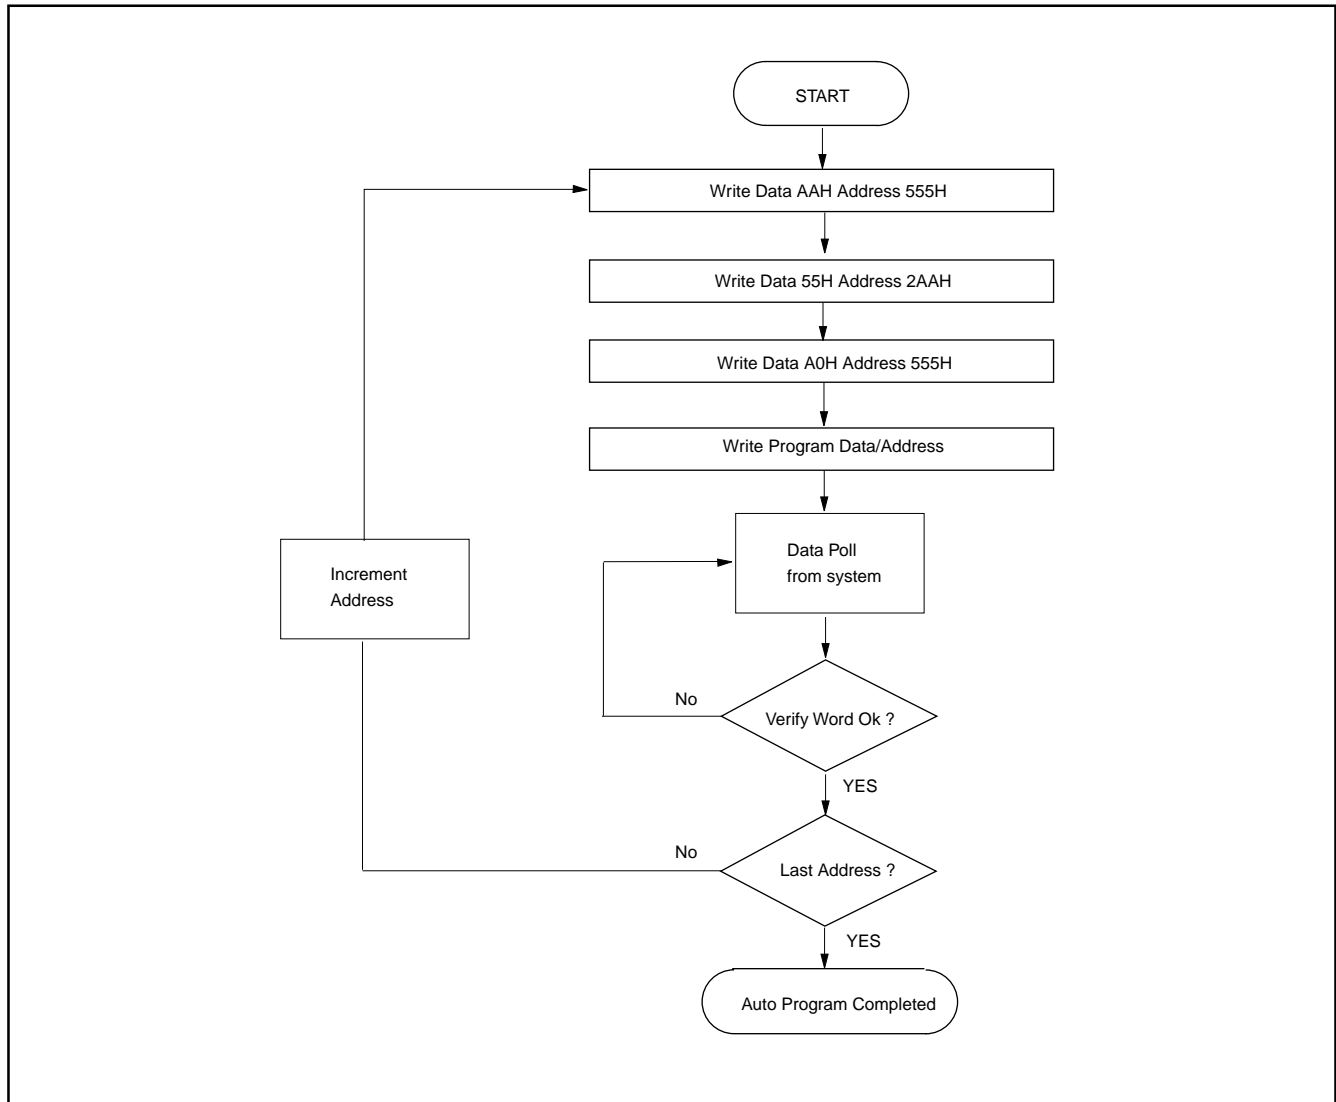 START
Write Data AAH Address 555H
Write Data 55H Address 2AAH
Write Data A0H Address 555H
Write Program Data/Address
Data Poll
from system
Increment
Address
No
Verify Word Ok ?
YES
No
Last Address ?
YES
Auto Program Completed